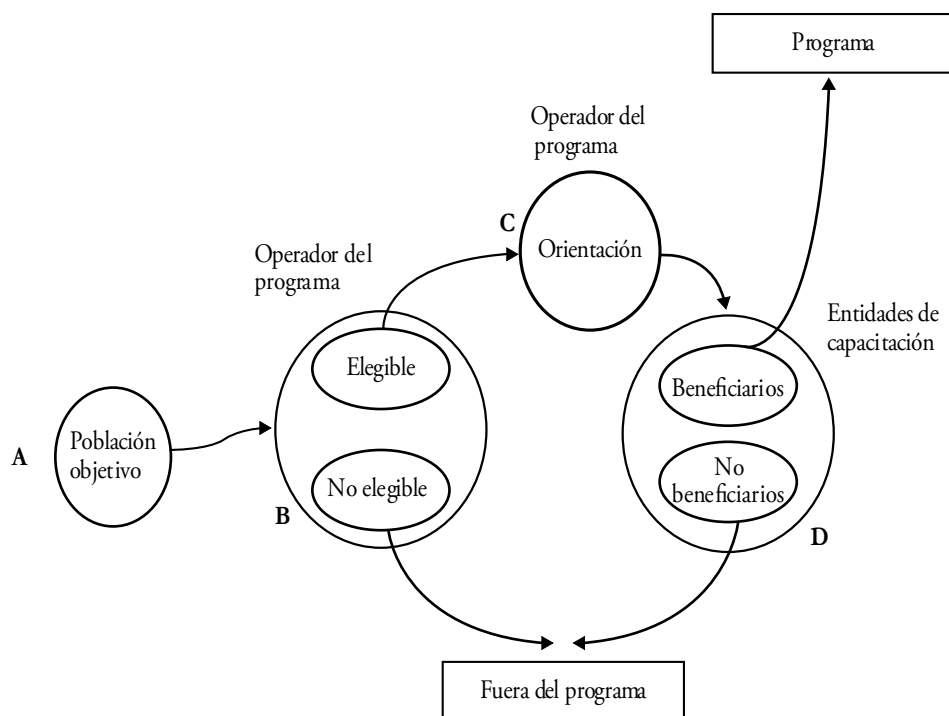 Programa
Operador del
programa
C
Orientación
Operador del
programa
Entidades de
capacitación
Elegible
Beneficiarios
A
Población
objetivo
No elegible
B
No
beneficiarios
D
Fuera del programa